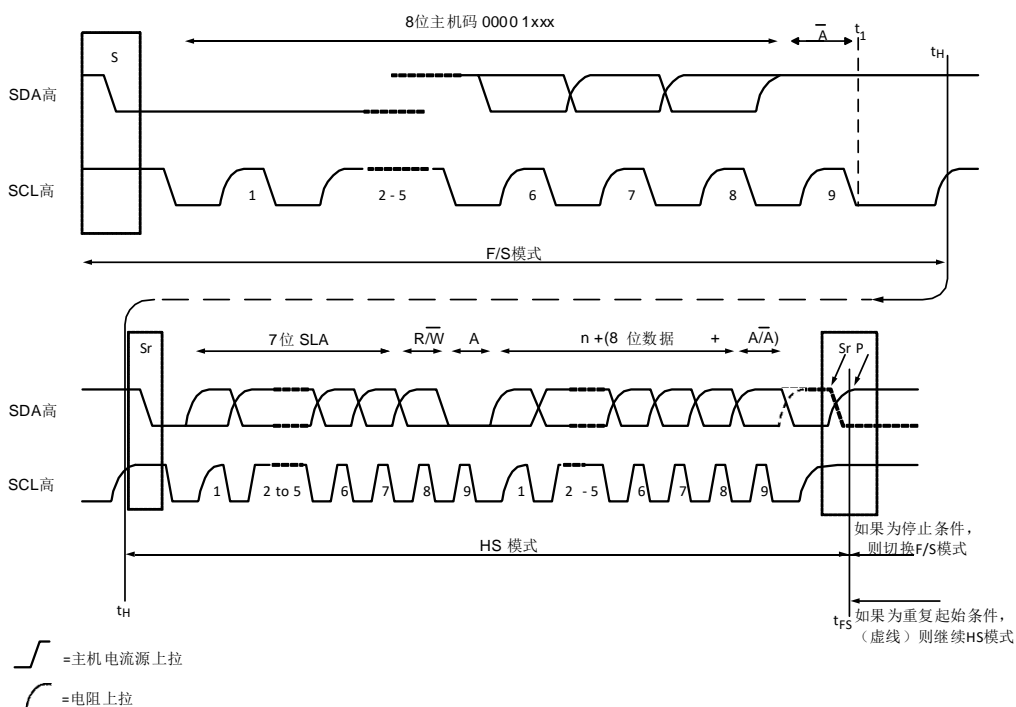 8位主机码 0000 1xxx
A
t1
tH
S
SDA高
SCL高
1
2 - 5
6
7
8
9
F/S模式
Sr
7位 SLA
R/W
A
n +(8 位数据 +
A/A)
Sr P
SDA高
SCL高
1
2 to 5
6
7
8
9
1
2 - 5
6
7
8
9
HS 模式
如果为停止条件，
则切换F/S模式
tH
tFS
如果为重复起始条件，
（虚线）则继续HS模式
=主机电流源上拉
=电阻上拉